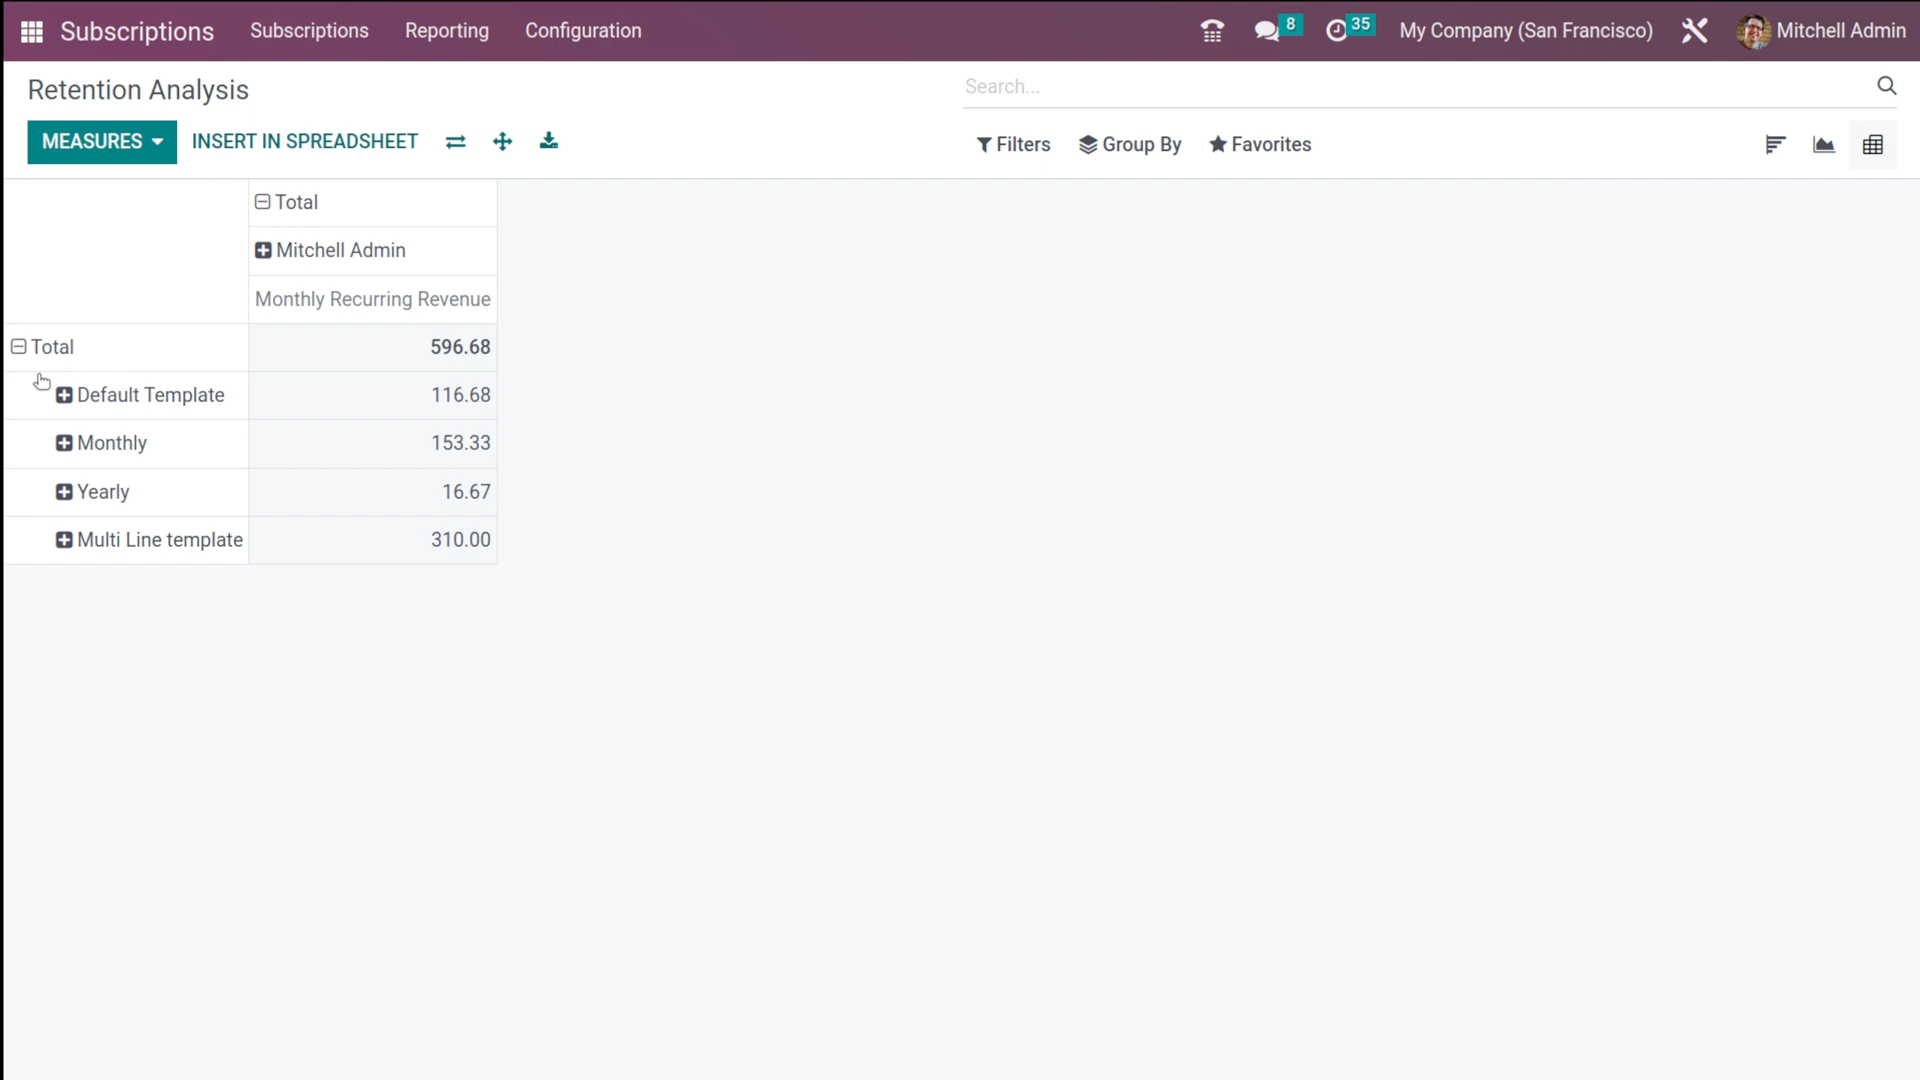 Subscriptions Subscriptions Reporting Configuration 8 35 My Company (San Francisco) Mitchell Admin
Retention Analysis
Search...
MEASURES INSERT IN SPREADSHEET
Filters Group By Favorites
Total
Mitchell Admin
Monthly Recurring Revenue
Total 596.68
Default Template 116.68
Monthly 153.33
Yearly 16.67
Multi Line template 310.00